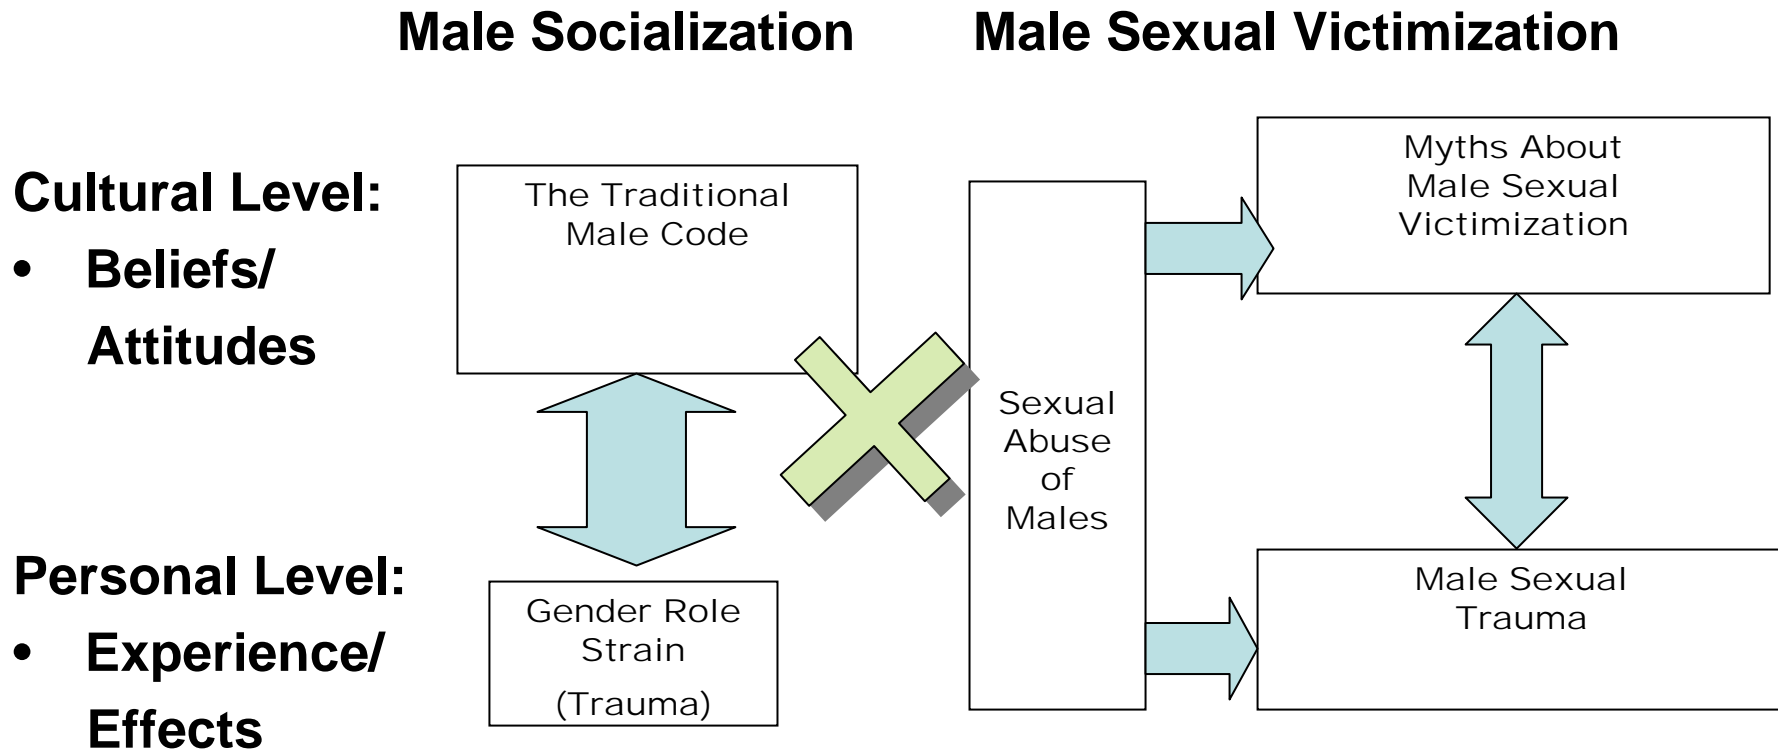 Male Socialization
Male Sexual Victimization
Cultural Level:
• Beliefs/
Attitudes
The Traditional
Male Code
Myths About
Male Sexual
Victimization
Sexual
Abuse
of
Males
Personal Level:
• Experience/
Effects
Gender Role
Strain
(Trauma)
Male Sexual
Trauma